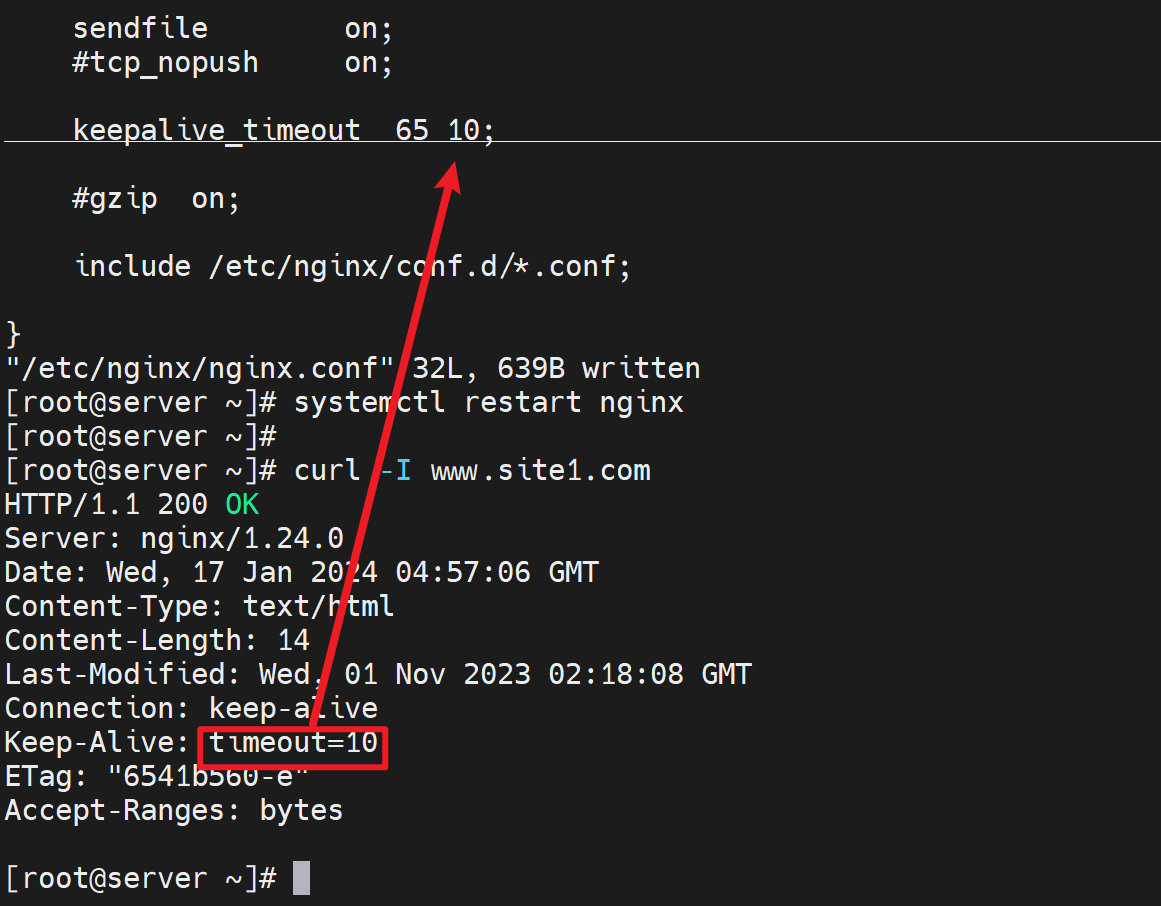 sendfile on;
#tcp_nopush on;
keepalive_timeout 65 10;
#gzip on;
include /etc/nginx/conf.d/*.conf;
}
"/etc/nginx/nginx.conf" 32L, 639B written
[root@server ~]# systemctl restart nginx
[root@server ~]#
[root@server ~]# curl -I www.site1.com
HTTP/1.1 200 OK
Server: nginx/1.24.0
Date: Wed, 17 Jan 2024 04:57:06 GMT
Content-Type: text/html
Content-Length: 14
Last-Modified: Wed, 01 Nov 2023 02:18:08 GMT
Connection: keep-alive
Keep-Alive: timeout=10
ETag: "6541b560-e"
Accept-Ranges: bytes
[root@server ~]#